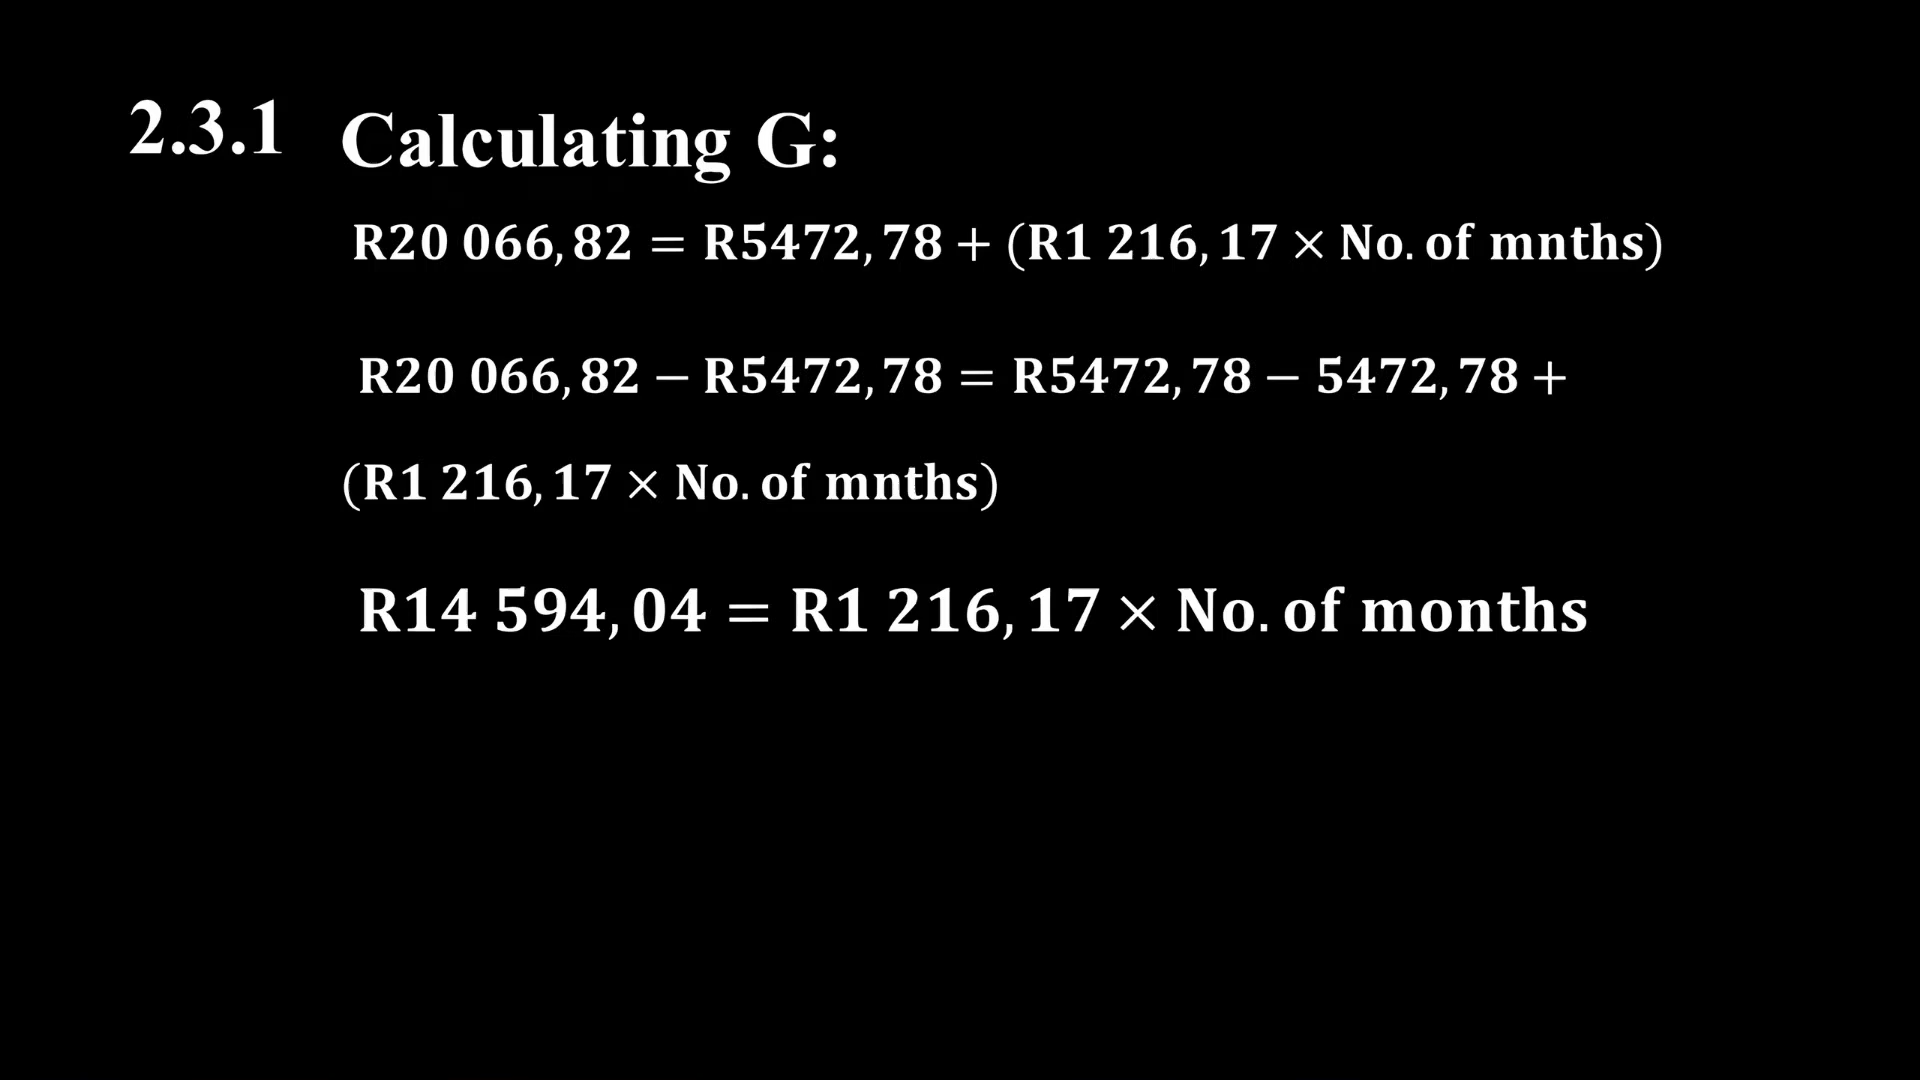 2.3.1 Calculating G:
R20 066,82 = R5472,78 + (R1 216,17 × No. of mnths)
R20 066,82 − R5472,78 = R5472,78 − 5472,78 +
(R1 216,17 × No. of mnths)
R14 594,04 = R1 216,17 × No. of months